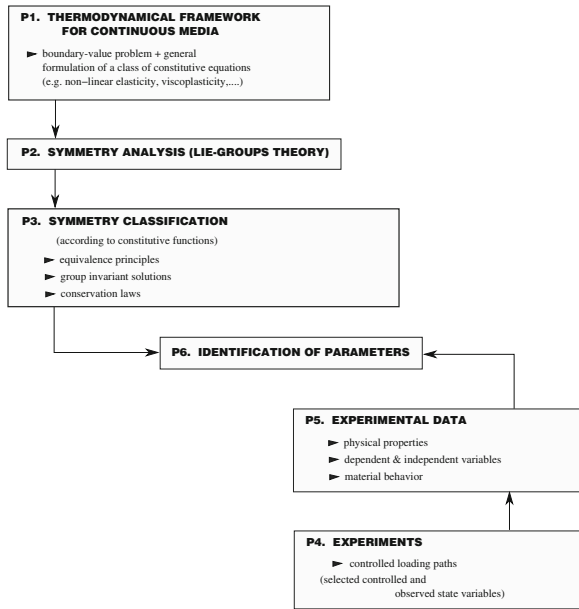 P1. THERMODYNAMICAL FRAMEWORK
FOR CONTINUOUS MEDIA
► boundary-value problem + general
formulation of a class of constitutive equations
(e.g. non-linear elasticity, viscoplasticity,....)
P2. SYMMETRY ANALYSIS (LIE-GROUPS THEORY)
P3. SYMMETRY CLASSIFICATION
(according to constitutive functions)
► equivalence principles
► group invariant solutions
► conservation laws
P6. IDENTIFICATION OF PARAMETERS
P5. EXPERIMENTAL DATA
► physical properties
► dependent & independent variables
► material behavior
P4. EXPERIMENTS
► controlled loading paths
(selected controlled and
observed state variables)